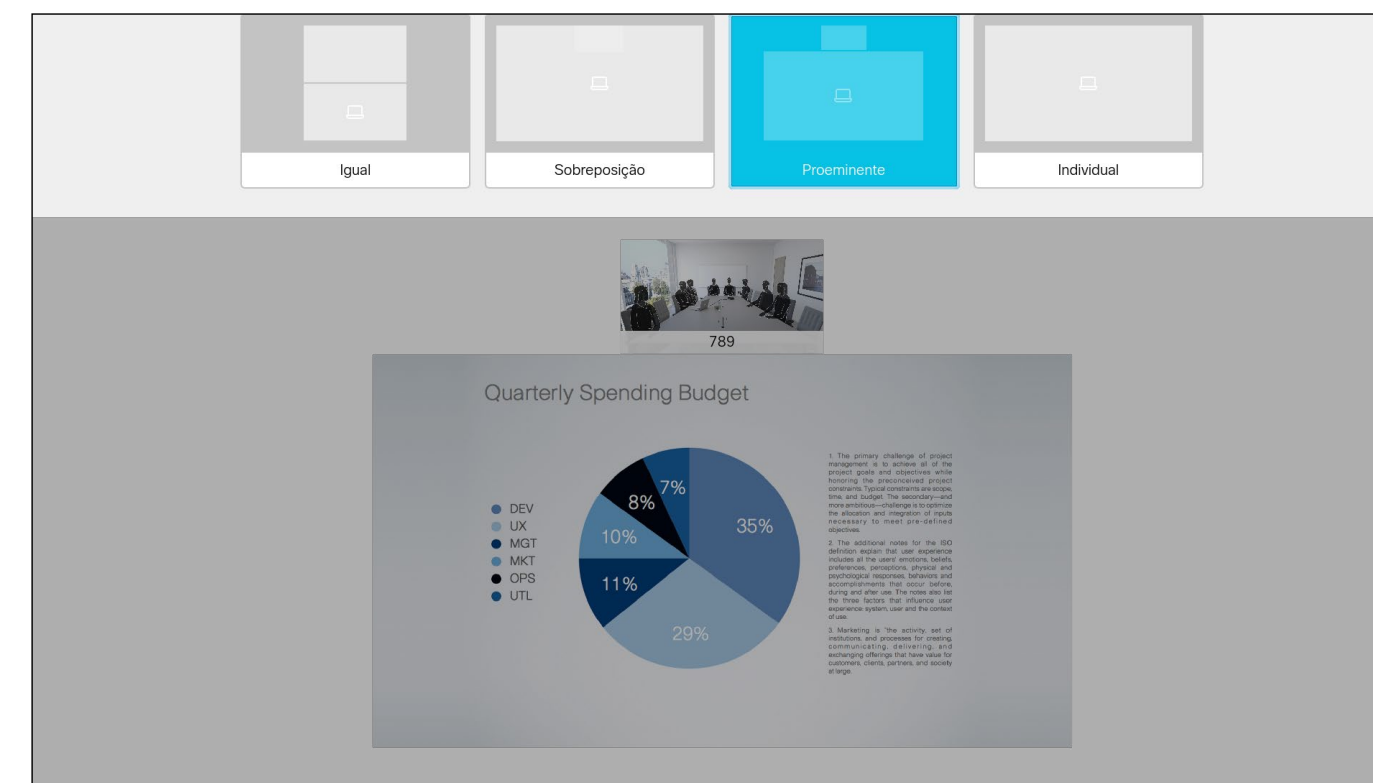 Igual
Sobreposição
Proeminente
Individual
789
Quarterly Spending Budget
DEV
UX
MGT
MKT
OPS
UTL
7%
8%
35%
10%
11%
29%
1. The primary challenge of project
management is to achieve all of the
project goals and objectives while
honoring the preconceived project
constraints. Typical constraints are scope,
time, and budget. The secondary—and
more ambitious—challenge is to optimize
the allocation and integration of inputs
necessary to meet pre-defined
objectives.
2. The additional notes for the ISO
definition explain that user experience
includes all the users' emotions, beliefs,
preferences, perceptions, physical and
psychological responses, behaviors and
accomplishments that occur before,
during and after use. The notes also list
the three factors that influence user
experience: system, user and the context
of use.
3. Marketing is "the activity, set of
institutions, and processes for creating,
communicating, delivering, and
exchanging offerings that have value for
customers, clients, partners, and society
at large.